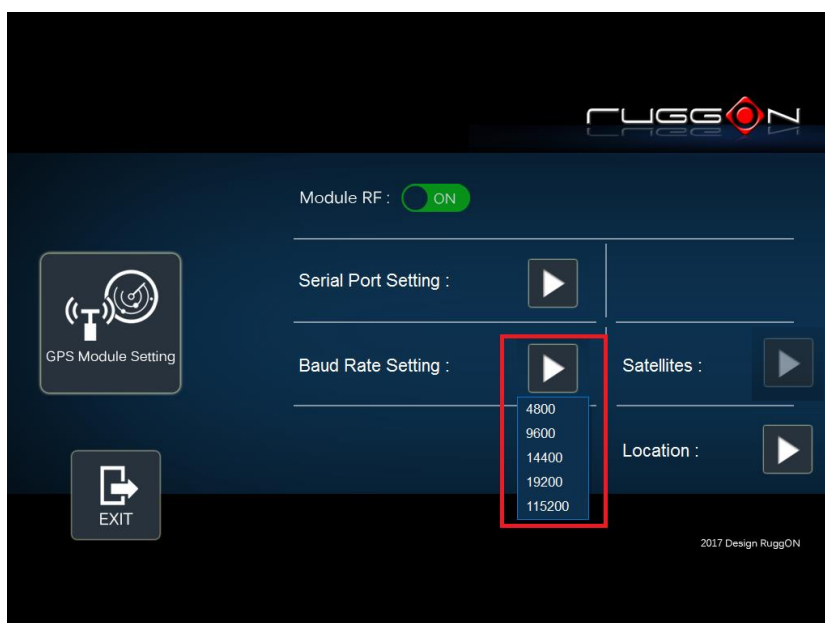 RUGGON
Module RF : ON
Serial Port Setting :
GPS Module Setting
Baud Rate Setting :
Satellites :
4800
9600
14400
19200
115200
Location :
EXIT
2017 Design RuggON